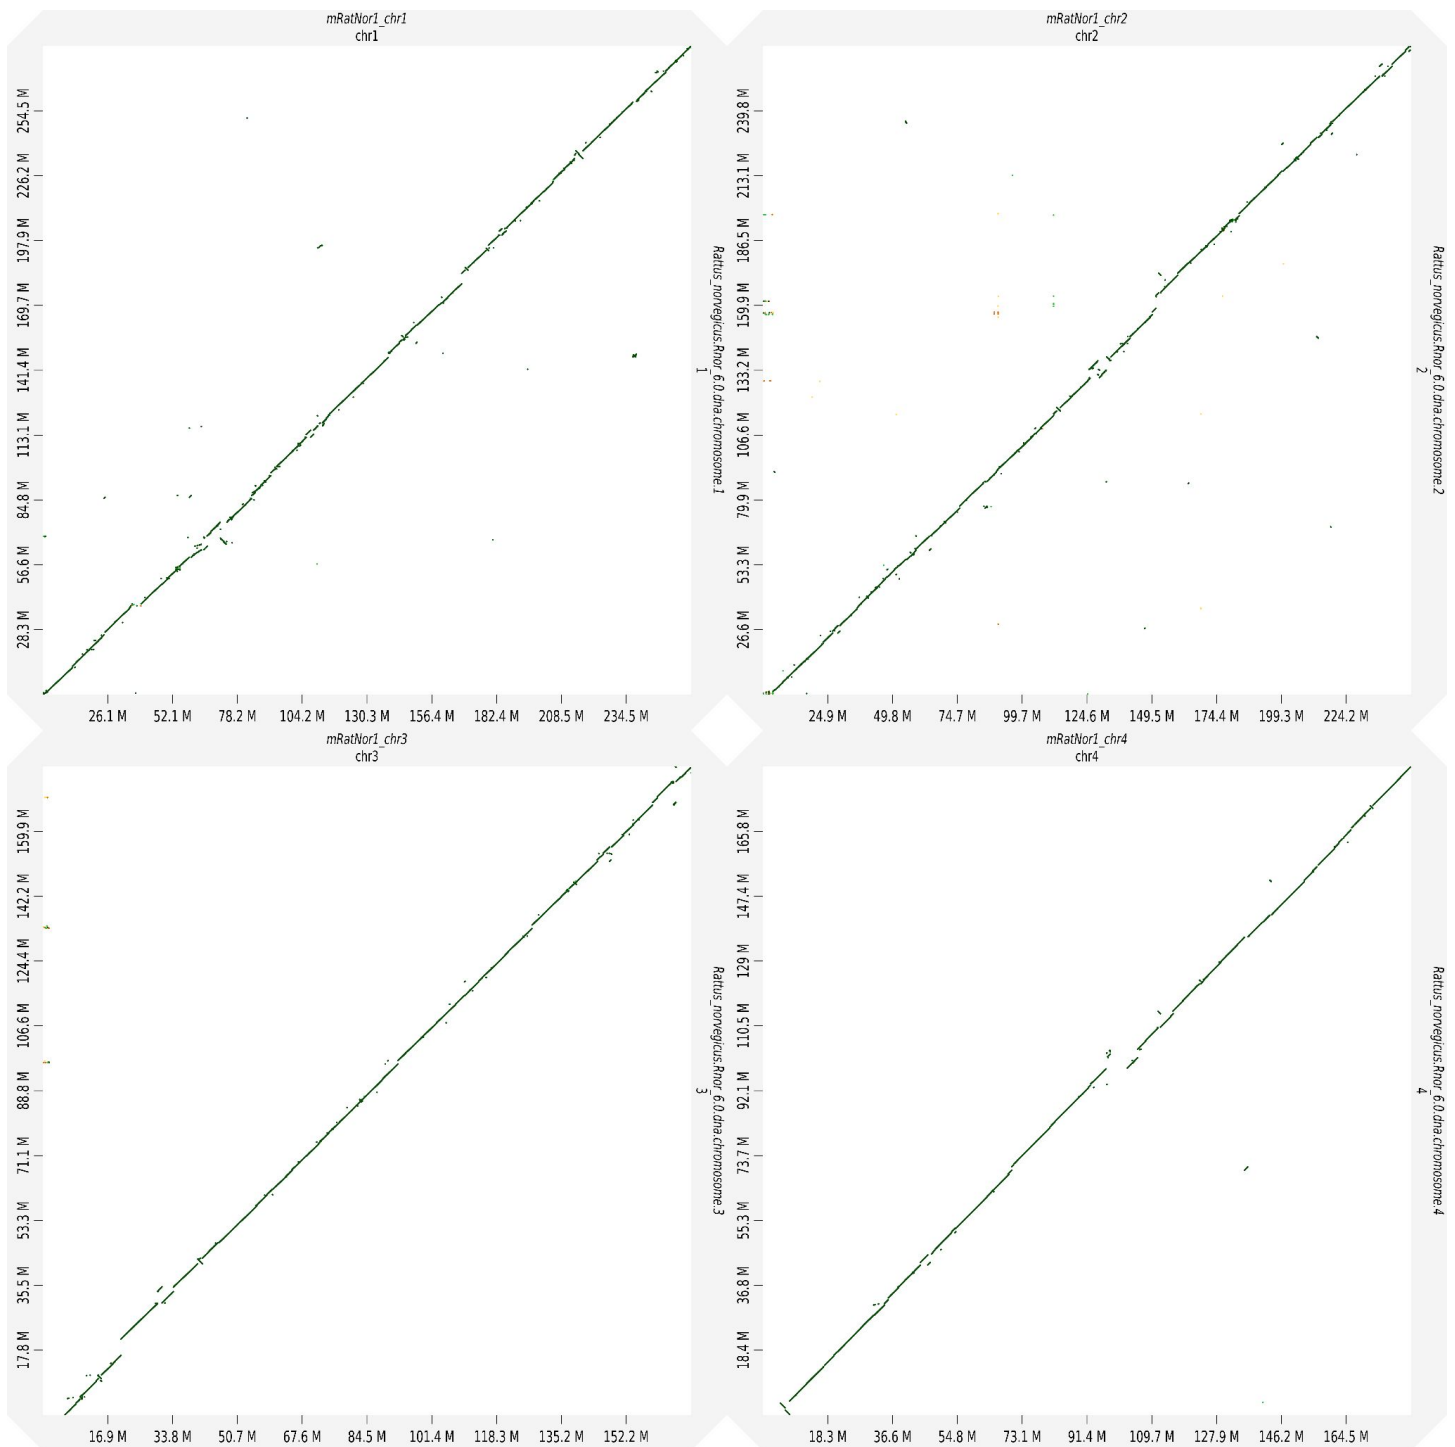 mRatNor1_chr1
chr1
254.5 M
226.2 M
197.9 M
169.7 M
141.4 M
113.1 M
84.8 M
56.6 M
28.3 M
26.1 M 52.1 M 78.2 M 104.2 M 130.3 M 156.4 M 182.4 M 208.5 M 234.5 M
Rattus_norvegicus.Rnor_6.0.dna.chromosome.1
1
mRatNor1_chr2
chr2
239.8 M
213.1 M
186.5 M
159.9 M
133.2 M
106.6 M
79.9 M
53.3 M
26.6 M
24.9 M 49.8 M 74.7 M 99.7 M 124.6 M 149.5 M 174.4 M 199.3 M 224.2 M
Rattus_norvegicus.Rnor_6.0.dna.chromosome.2
2
mRatNor1_chr3
chr3
159.9 M
142.2 M
124.4 M
106.6 M
88.8 M
71.1 M
53.3 M
35.5 M
17.8 M
16.9 M 33.8 M 50.7 M 67.6 M 84.5 M 101.4 M 118.3 M 135.2 M 152.2 M
Rattus_norvegicus.Rnor_6.0.dna.chromosome.3
3
mRatNor1_chr4
chr4
165.8 M
147.4 M
129 M
110.5 M
92.1 M
73.7 M
55.3 M
36.8 M
18.4 M
18.3 M 36.6 M 54.8 M 73.1 M 91.4 M 109.7 M 127.9 M 146.2 M 164.5 M
Rattus_norvegicus.Rnor_6.0.dna.chromosome.4
4